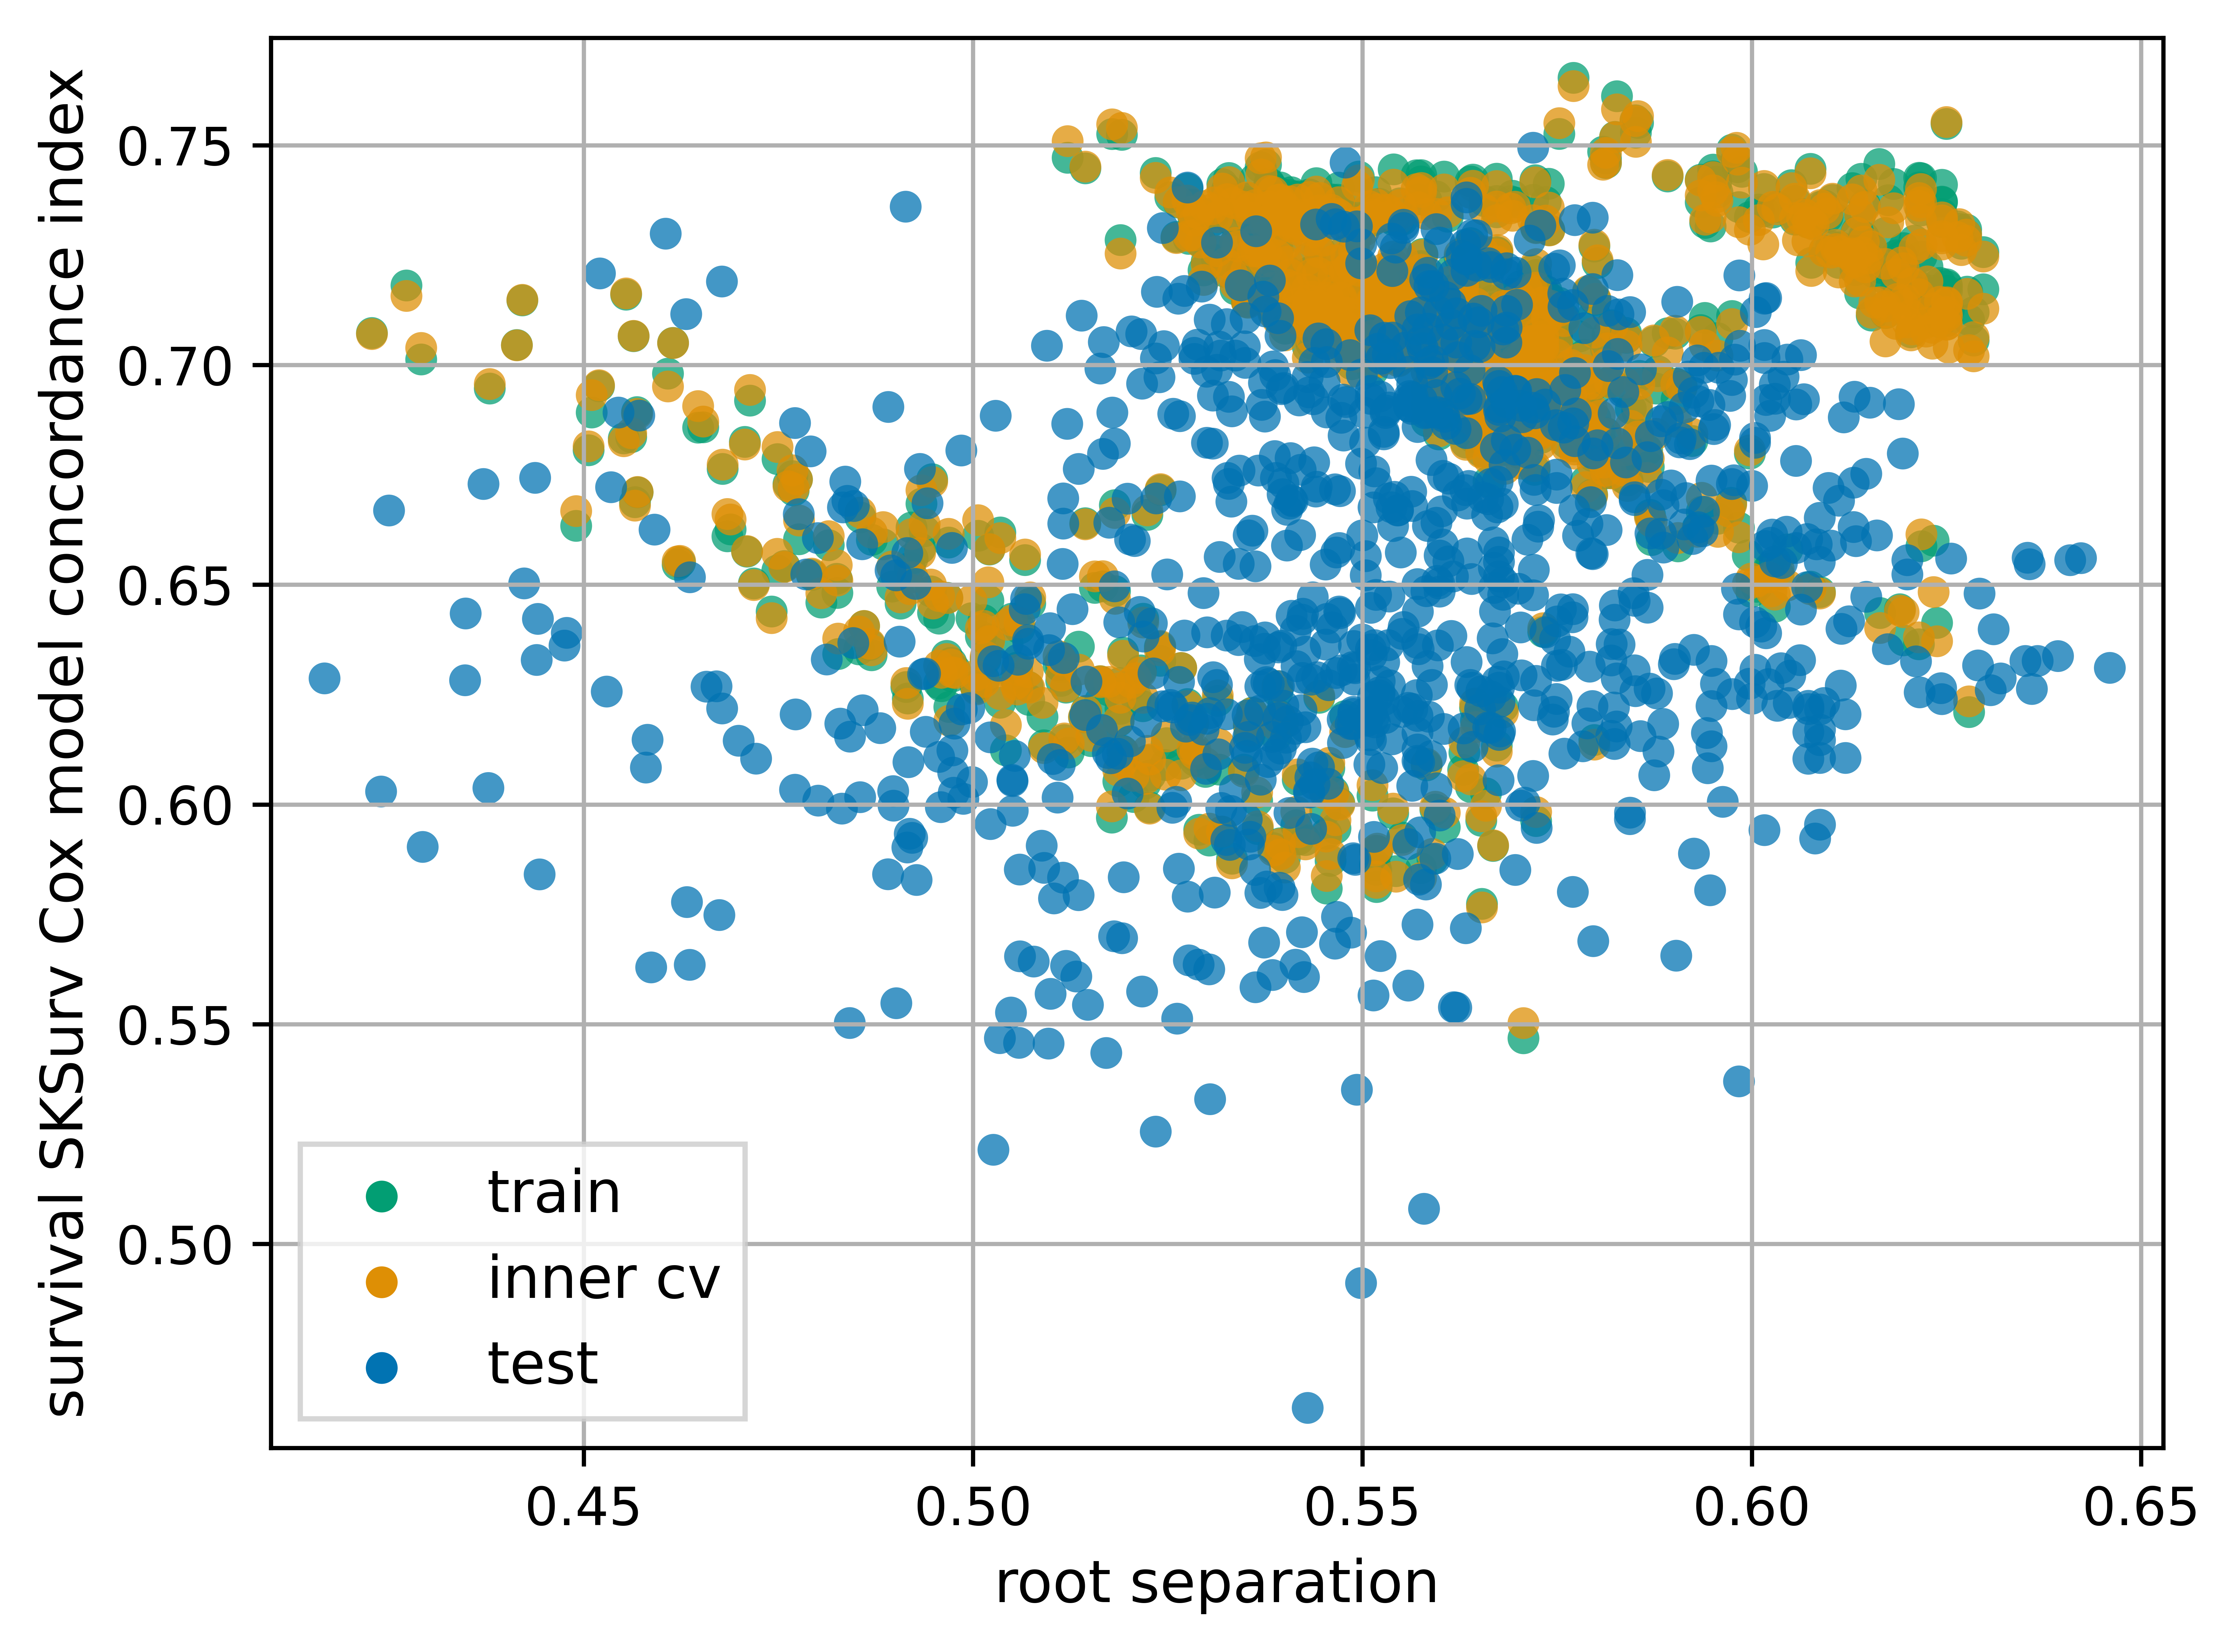 survival SKSurv Cox model concordance index
0.75
0.70
0.65
0.60
0.55
0.50
train
inner cv
test
0.45
0.50
0.55
0.60
0.65
root separation